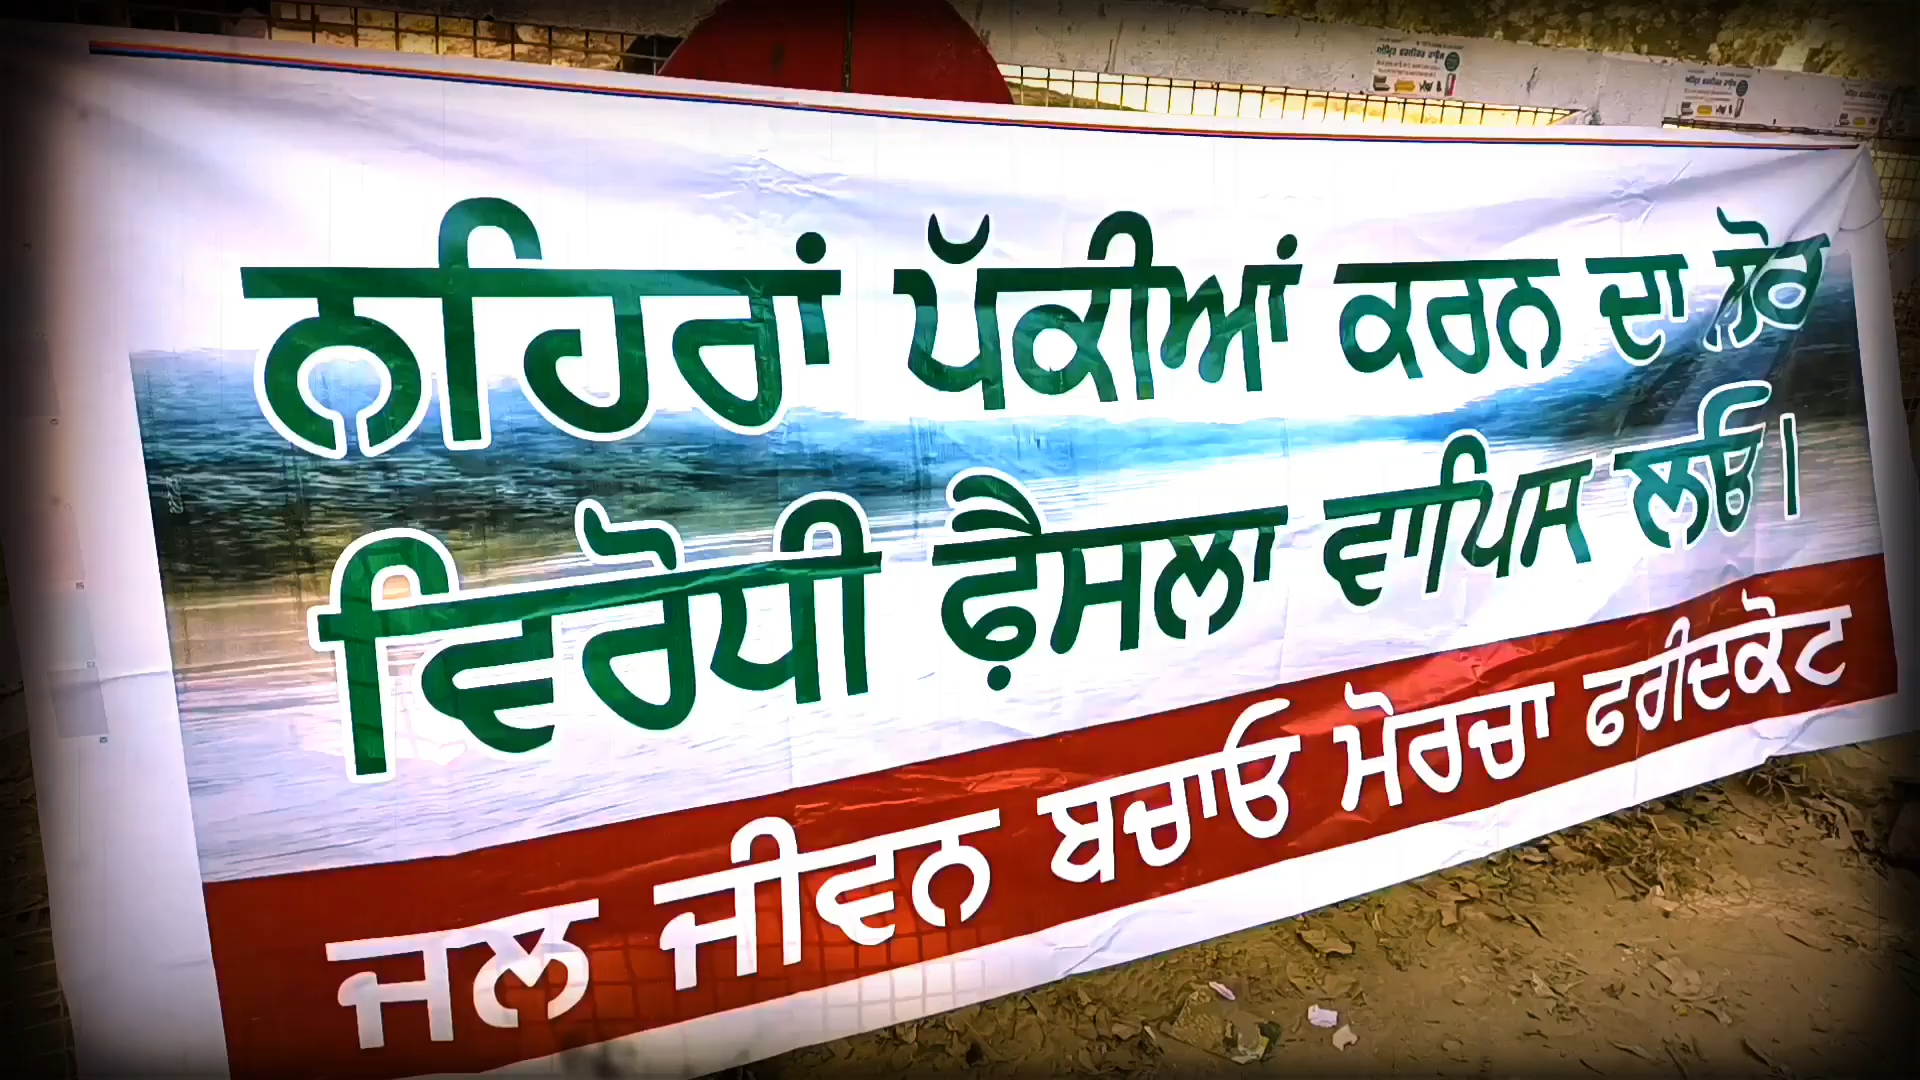 ਨਹਿਰਾਂ ਪੱਕੀਆਂ ਕਰਨ ਦਾ ਲੋਕ
ਵਿਰੋਧੀ ਫ਼ੈਸਲਾ ਵਾਪਿਸ ਲਓ।
ਜਲ ਜੀਵਨ ਬਚਾਓ ਮੋਰਚਾ ਫਰੀਦਕੋਟ